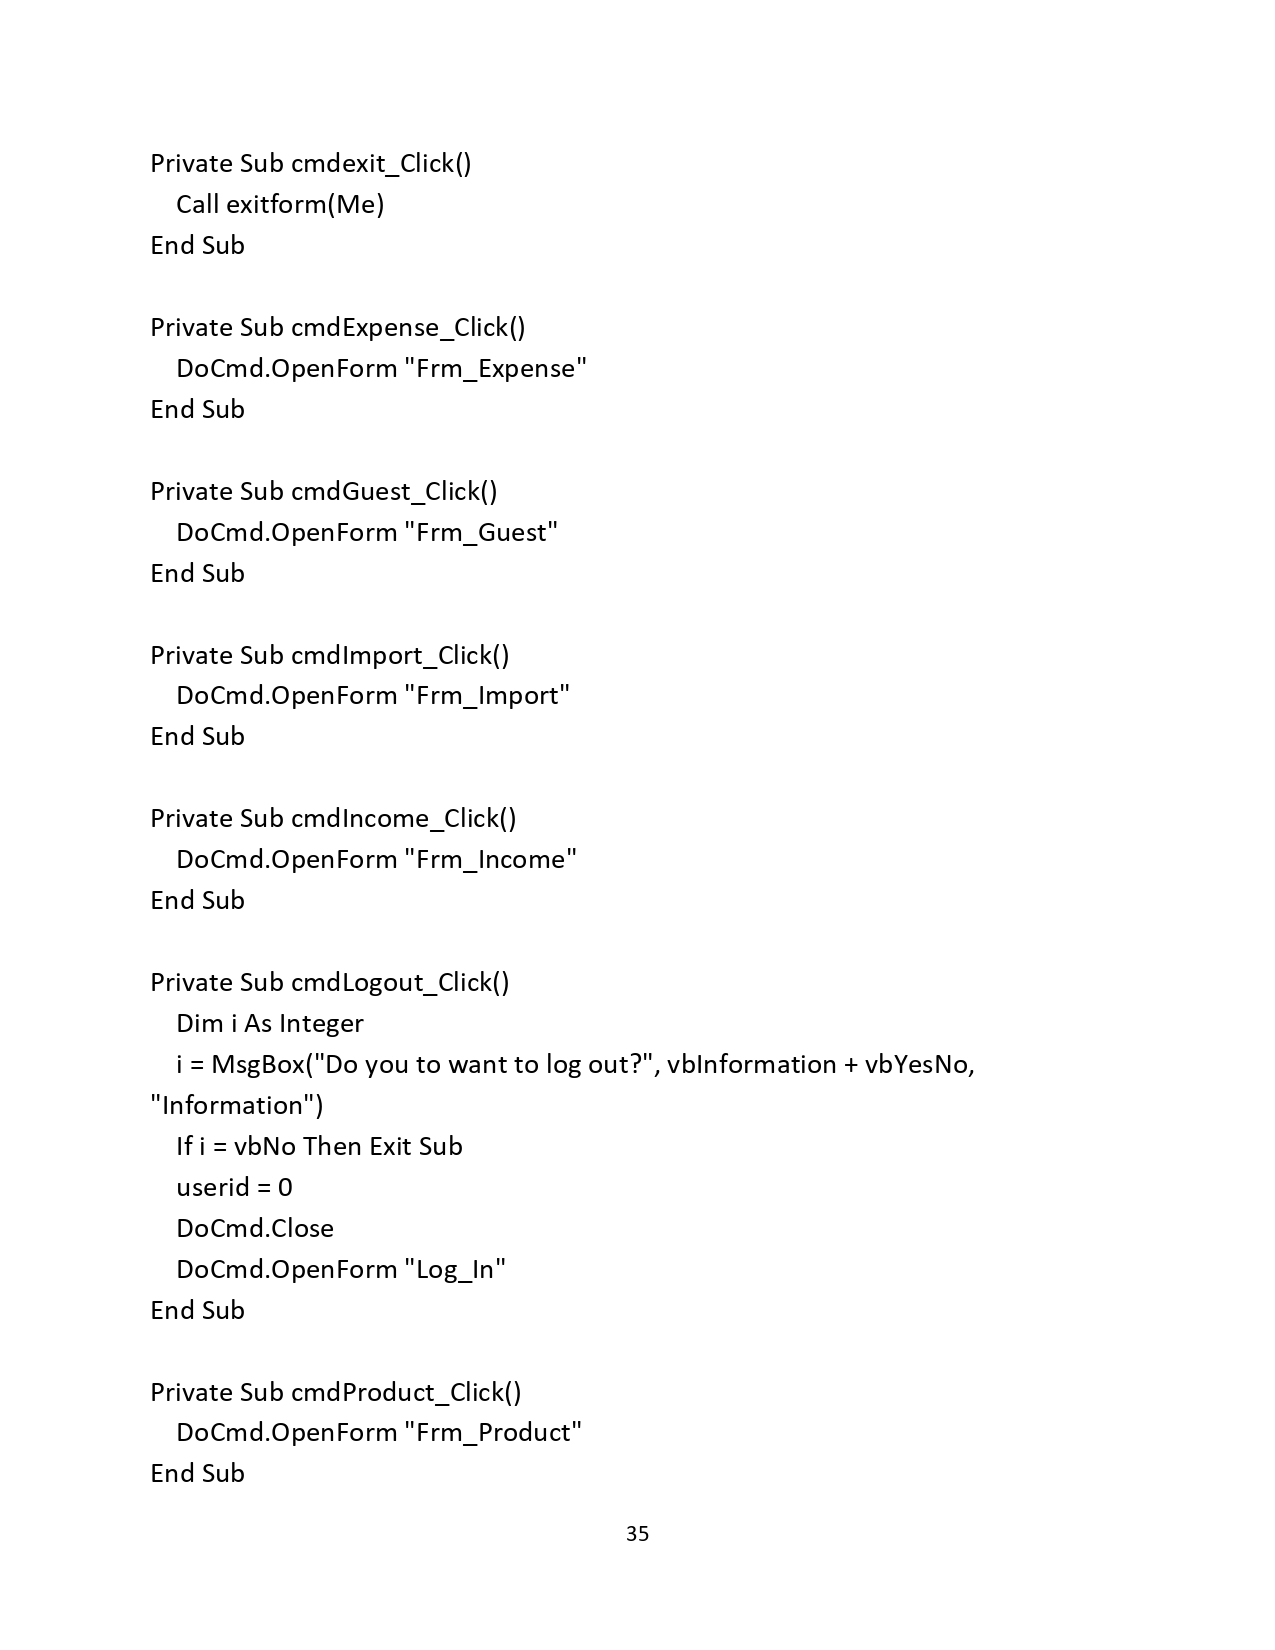 Private Sub cmdexit_Click()
Call exitform(Me)
End Sub
Private Sub cmdExpense_Click()
DoCmd.OpenForm "Frm_Expense"
End Sub
Private Sub cmdGuest_Click()
DoCmd.OpenForm "Frm_Guest"
End Sub
Private Sub cmdImport_Click()
DoCmd.OpenForm "Frm_Import"
End Sub
Private Sub cmdIncome_Click()
DoCmd.OpenForm "Frm_Income"
End Sub
Private Sub cmdLogout_Click()
Dim i As Integer
i = MsgBox("Do you to want to log out?", vbInformation + vbYesNo,
"Information")
If i = vbNo Then Exit Sub
userid = 0
DoCmd.Close
DoCmd.OpenForm "Log_In"
End Sub
Private Sub cmdProduct_Click()
DoCmd.OpenForm "Frm_Product"
End Sub
35